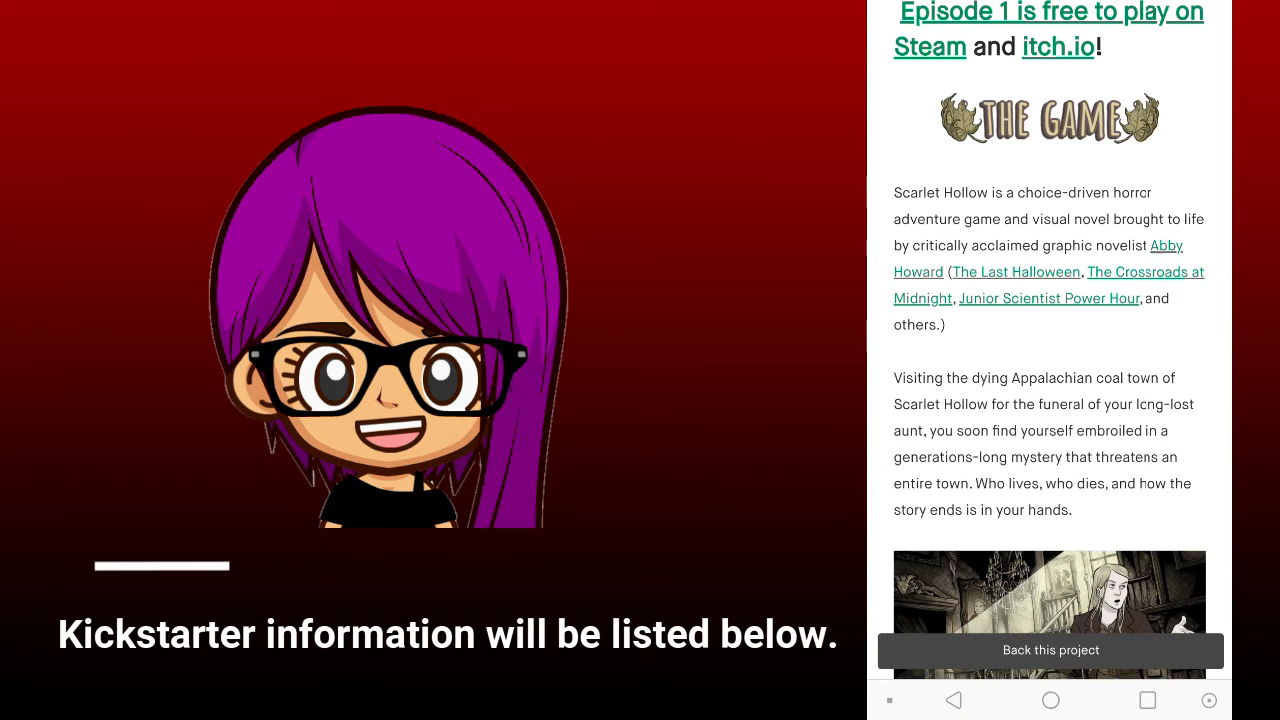 Episode 1 is free to play on
Steam and itch.io!
THE GAME
Scarlet Hollow is a choice-driven horror
adventure game and visual novel brought to life
by critically acclaimed graphic novelist Abby
Howard (The Last Halloween, The Crossroads at
Midnight, Junior Scientist Power Hour, and
others.)
Visiting the dying Appalachian coal town of
Scarlet Hollow for the funeral of your long-lost
aunt, you soon find yourself embroiled in a
generations-long mystery that threatens an
entire town. Who lives, who dies, and how the
story ends is in your hands.
Back this project
Kickstarter information will be listed below.